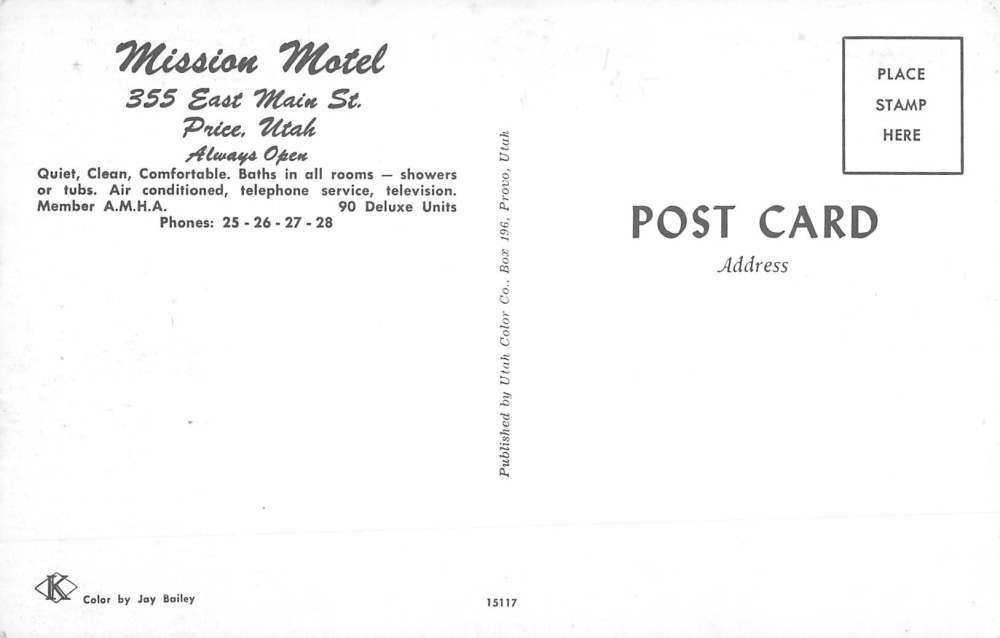 Mission Motel
355 East Main St.
Price, Utah
Always Open
Quiet, Clean, Comfortable. Baths in all rooms — showers
or tubs. Air conditioned, telephone service, television.
Member A.M.H.A. 90 Deluxe Units
Phones: 25 - 26 - 27 - 28
Published by Utah Color Co., Box 196, Provo, Utah
PLACE
STAMP
HERE
POST CARD
Address
K
Color by Jay Bailey
15117